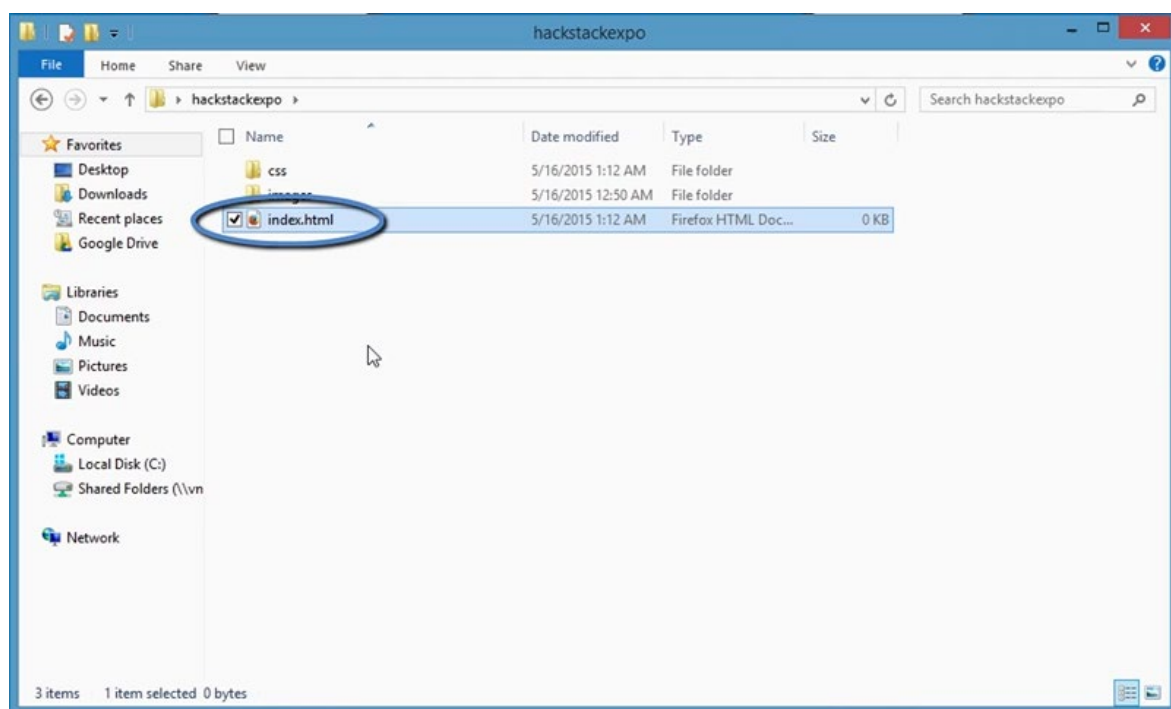 hackstackexpo
File Home Share View
hackstackexpo
Search hackstackexpo
Name Date modified Type Size
Favorites
Desktop
Downloads
Recent places
Google Drive
Libraries
Documents
Music
Pictures
Videos
Computer
Local Disk (C:)
Shared Folders (\\vn
Network
css 5/16/2015 1:12 AM File folder
images 5/16/2015 12:50 AM File folder
index.html 5/16/2015 1:12 AM Firefox HTML Doc... 0 KB
3 items 1 item selected 0 bytes